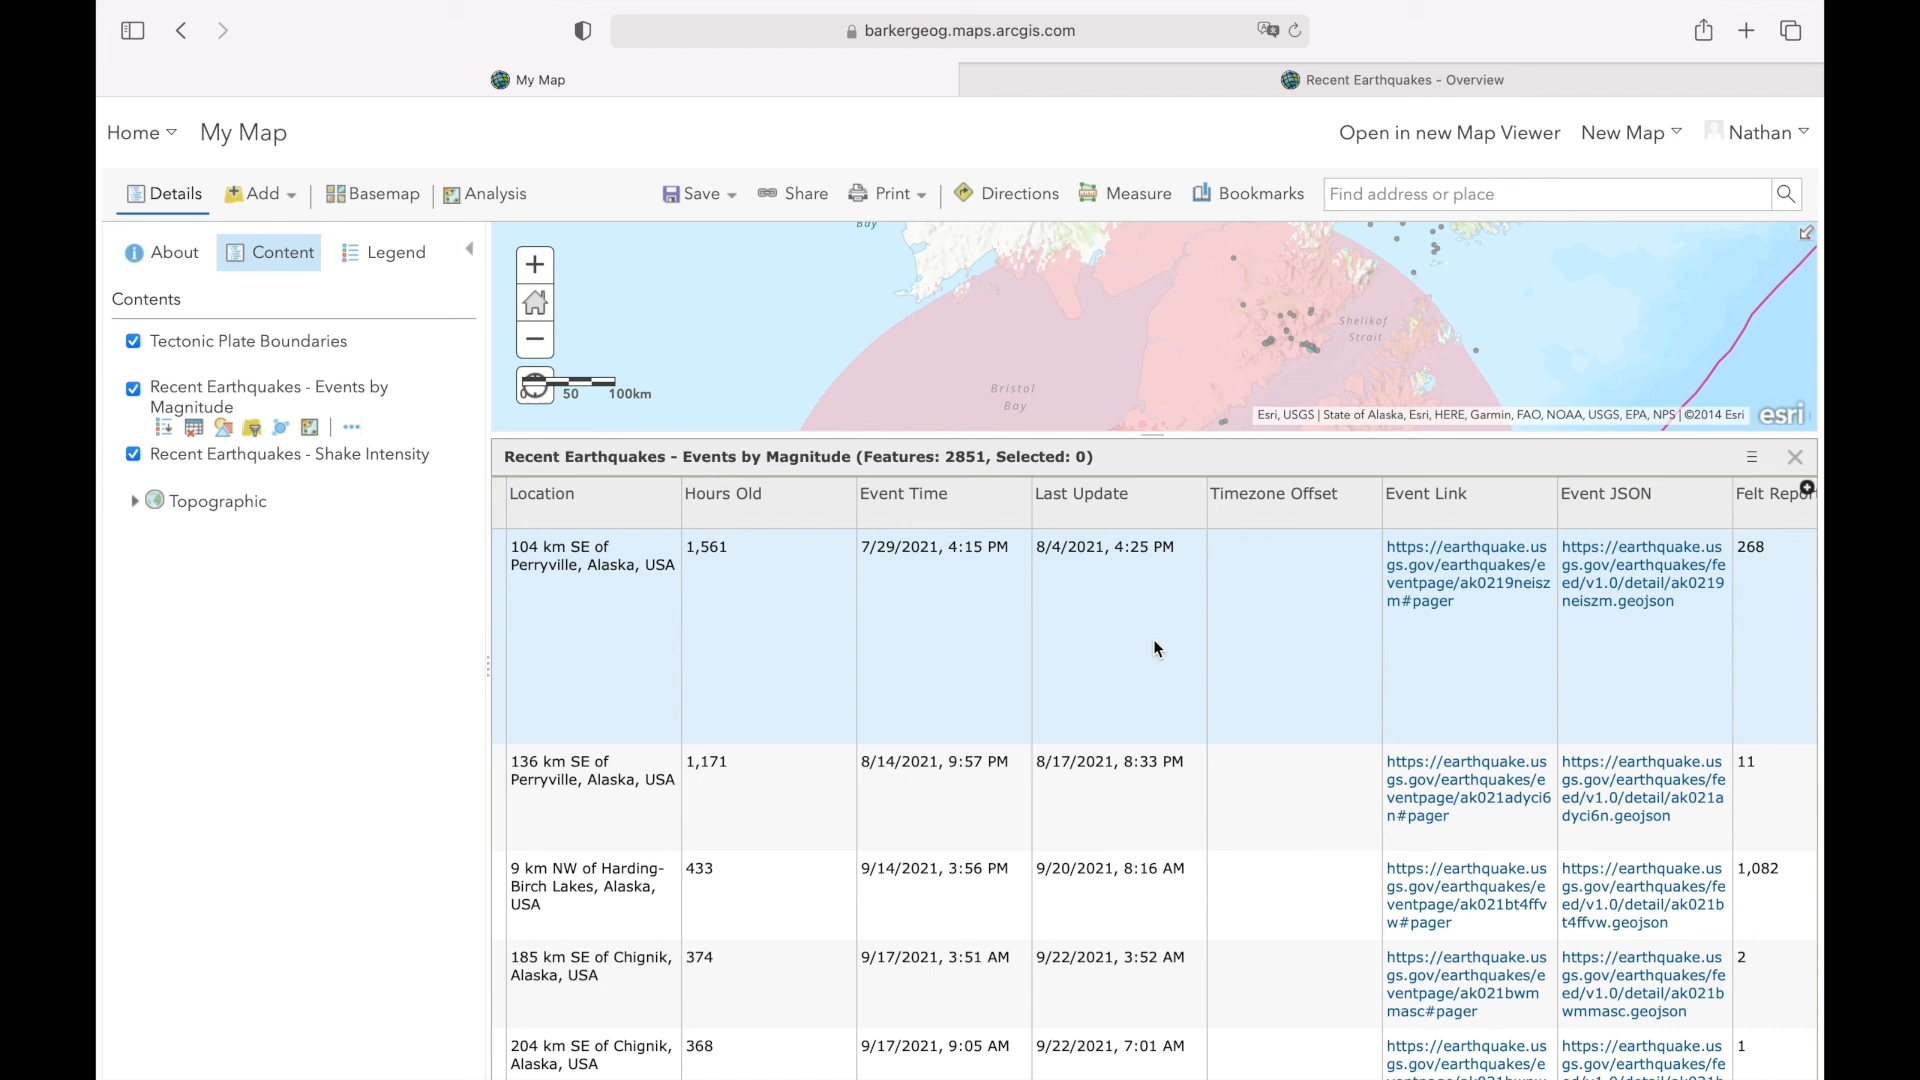 barkergeog.maps.arcgis.com
My Map
Recent Earthquakes - Overview
Home
My Map
Open in new Map Viewer
New Map
Nathan
Details
Add
Basemap
Analysis
Save
Share
Print
Directions
Measure
Bookmarks
Find address or place
About
Content
Legend
Contents
Tectonic Plate Boundaries
Recent Earthquakes - Events by
Magnitude
Recent Earthquakes - Shake Intensity
Topographic
Bay
Shelikof
Strait
Bristol
Bay
0 50 100km
Esri, USGS | State of Alaska, Esri, HERE, Garmin, FAO, NOAA, USGS, EPA, NPS | ©2014 Esri
esri
Recent Earthquakes - Events by Magnitude (Features: 2851, Selected: 0)
Location Hours Old Event Time Last Update Timezone Offset Event Link Event JSON Felt Repor
104 km SE of
Perryville, Alaska, USA
1,561
7/29/2021, 4:15 PM
8/4/2021, 4:25 PM
https://earthquake.us
gs.gov/earthquakes/e
ventpage/ak0219neisz
m#pager
https://earthquake.us
gs.gov/earthquakes/fe
ed/v1.0/detail/ak0219
neiszm.geojson
268
136 km SE of
Perryville, Alaska, USA
1,171
8/14/2021, 9:57 PM
8/17/2021, 8:33 PM
https://earthquake.us
gs.gov/earthquakes/e
ventpage/ak021adyci6
n#pager
https://earthquake.us
gs.gov/earthquakes/fe
ed/v1.0/detail/ak021a
dyci6n.geojson
11
9 km NW of Harding-
Birch Lakes, Alaska,
USA
433
9/14/2021, 3:56 PM
9/20/2021, 8:16 AM
https://earthquake.us
gs.gov/earthquakes/e
ventpage/ak021bt4ffv
w#pager
https://earthquake.us
gs.gov/earthquakes/fe
ed/v1.0/detail/ak021b
t4ffvw.geojson
1,082
185 km SE of Chignik,
Alaska, USA
374
9/17/2021, 3:51 AM
9/22/2021, 3:52 AM
https://earthquake.us
gs.gov/earthquakes/e
ventpage/ak021bwm
masc#pager
https://earthquake.us
gs.gov/earthquakes/fe
ed/v1.0/detail/ak021b
wmmasc.geojson
2
204 km SE of Chignik,
Alaska, USA
368
9/17/2021, 9:05 AM
9/22/2021, 7:01 AM
https://earthquake.us
gs.gov/earthquakes/e
https://earthquake.us
gs.gov/earthquakes/fe
1